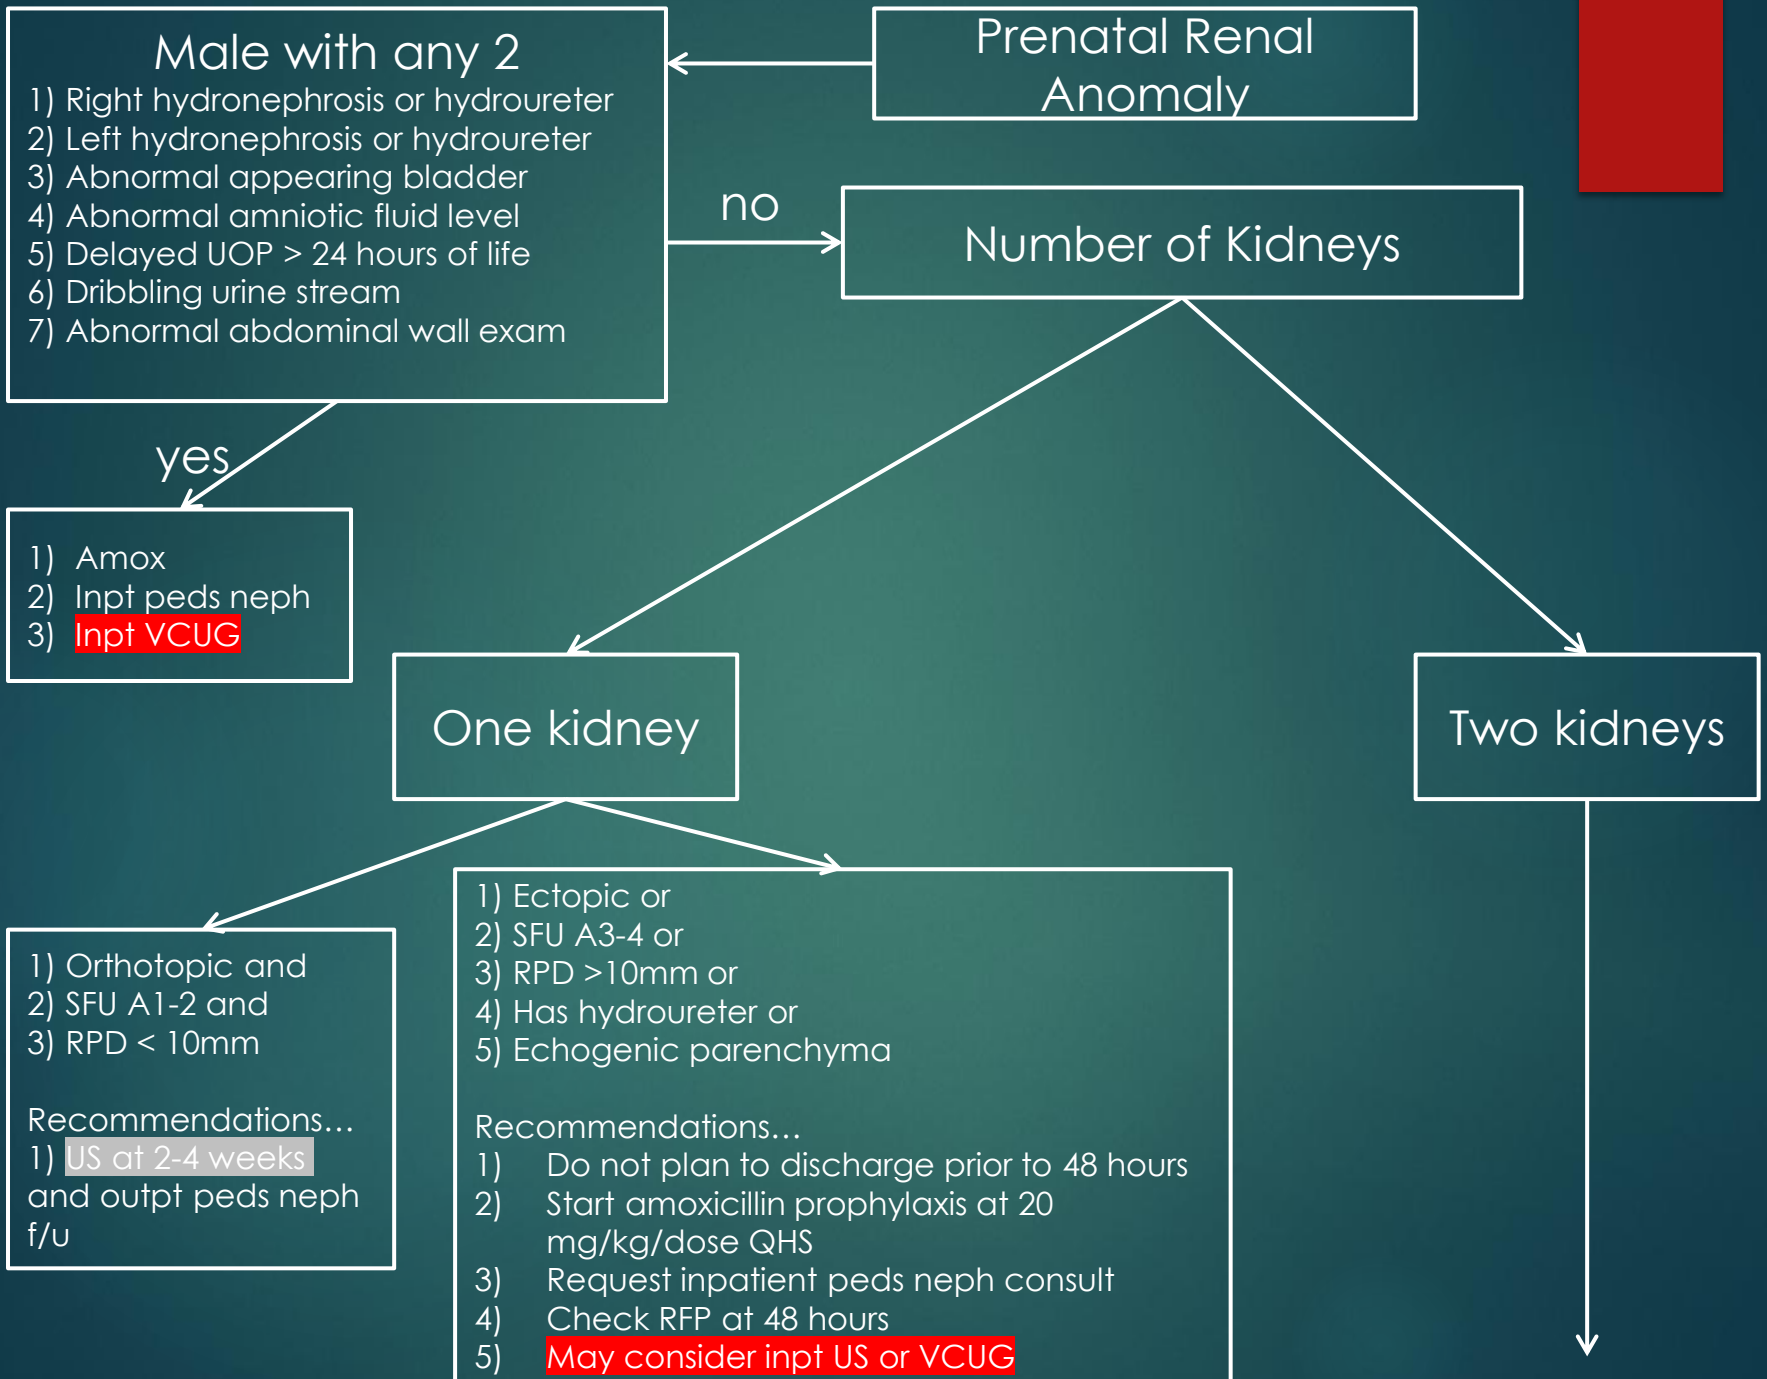 Prenatal Renal
Anomaly
Male with any 2
1) Right hydronephrosis or hydroureter
2) Left hydronephrosis or hydroureter
3) Abnormal appearing bladder
4) Abnormal amniotic fluid level
5) Delayed UOP > 24 hours of life
6) Dribbling urine stream
7) Abnormal abdominal wall exam
no
Number of Kidneys
yes
1) Amox
2) Inpt peds neph
3) Inpt VCUG
One kidney
Two kidneys
1) Orthotopic and
2) SFU A1-2 and
3) RPD < 10mm
Recommendations…
1) US at 2-4 weeks
and outpt peds neph
f/u
1) Ectopic or
2) SFU A3-4 or
3) RPD >10mm or
4) Has hydroureter or
5) Echogenic parenchyma
Recommendations…
1) Do not plan to discharge prior to 48 hours
2) Start amoxicillin prophylaxis at 20
mg/kg/dose QHS
3) Request inpatient peds neph consult
4) Check RFP at 48 hours
5) May consider inpt US or VCUG